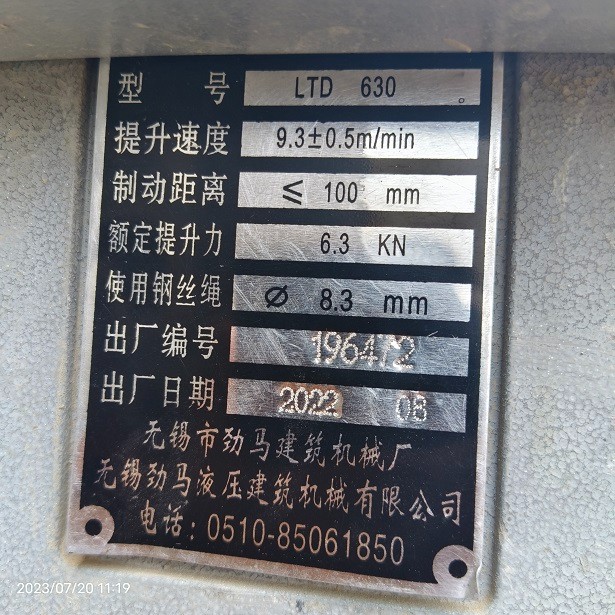 型 号 LTD 630
提升速度 9.3±0.5m/min
制动距离 ≤ 100 mm
额定提升力 6.3 KN
使用钢丝绳 Ø 8.3 mm
出厂编号
出厂日期 2022 08
无锡市劲马建筑机械厂
无锡劲马液压建筑机械有限公司
电话:0510-85061850
2023/07/20 11:19